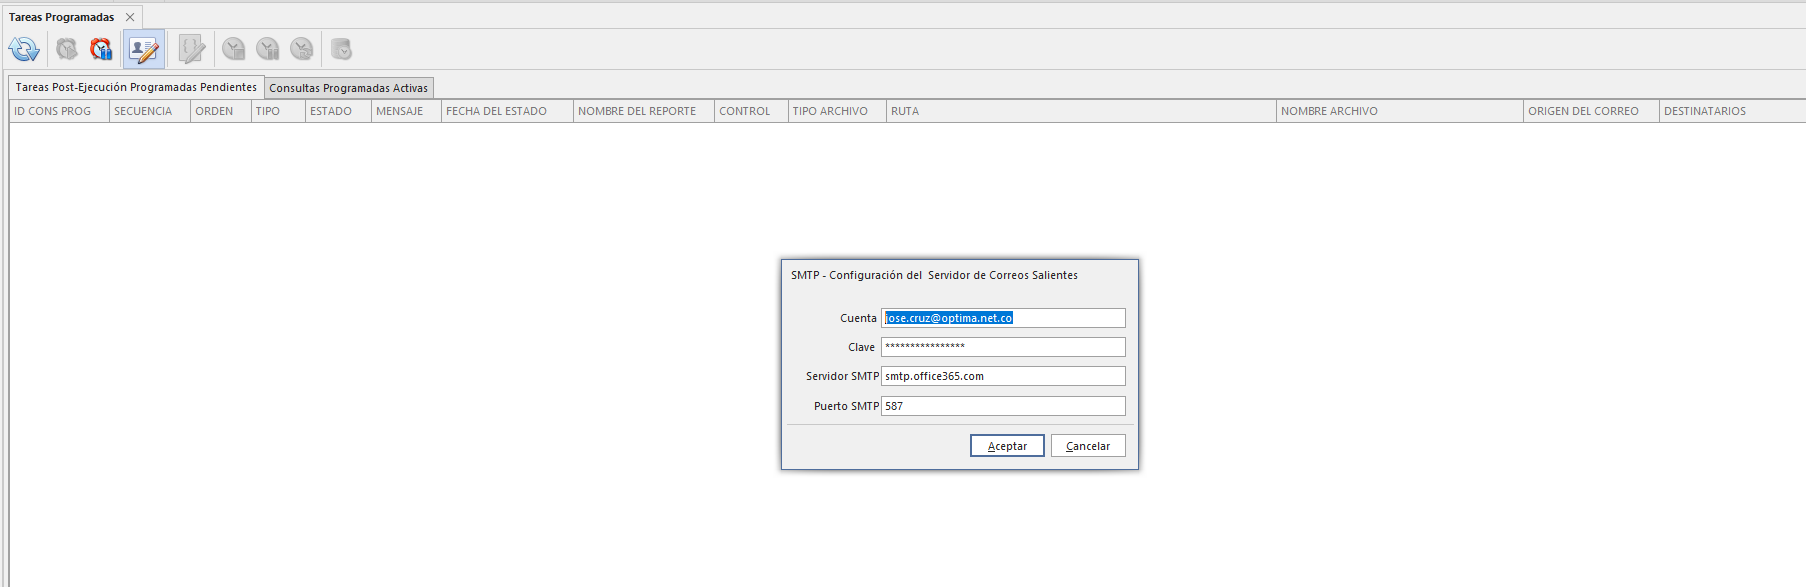 Tareas Programadas
Tareas Post-Ejecución Programadas Pendientes Consultas Programadas Activas
ID CONS PROG SECUENCIA ORDEN TIPO ESTADO MENSAJE FECHA DEL ESTADO NOMBRE DEL REPORTE CONTROL TIPO ARCHIVO RUTA NOMBRE ARCHIVO ORIGEN DEL CORREO DESTINATARIOS
SMTP - Configuración del Servidor de Correos Salientes
Cuenta jose.cruz@optima.net.co
Clave ****************
Servidor SMTP smtp.office365.com
Puerto SMTP 587
Aceptar Cancelar